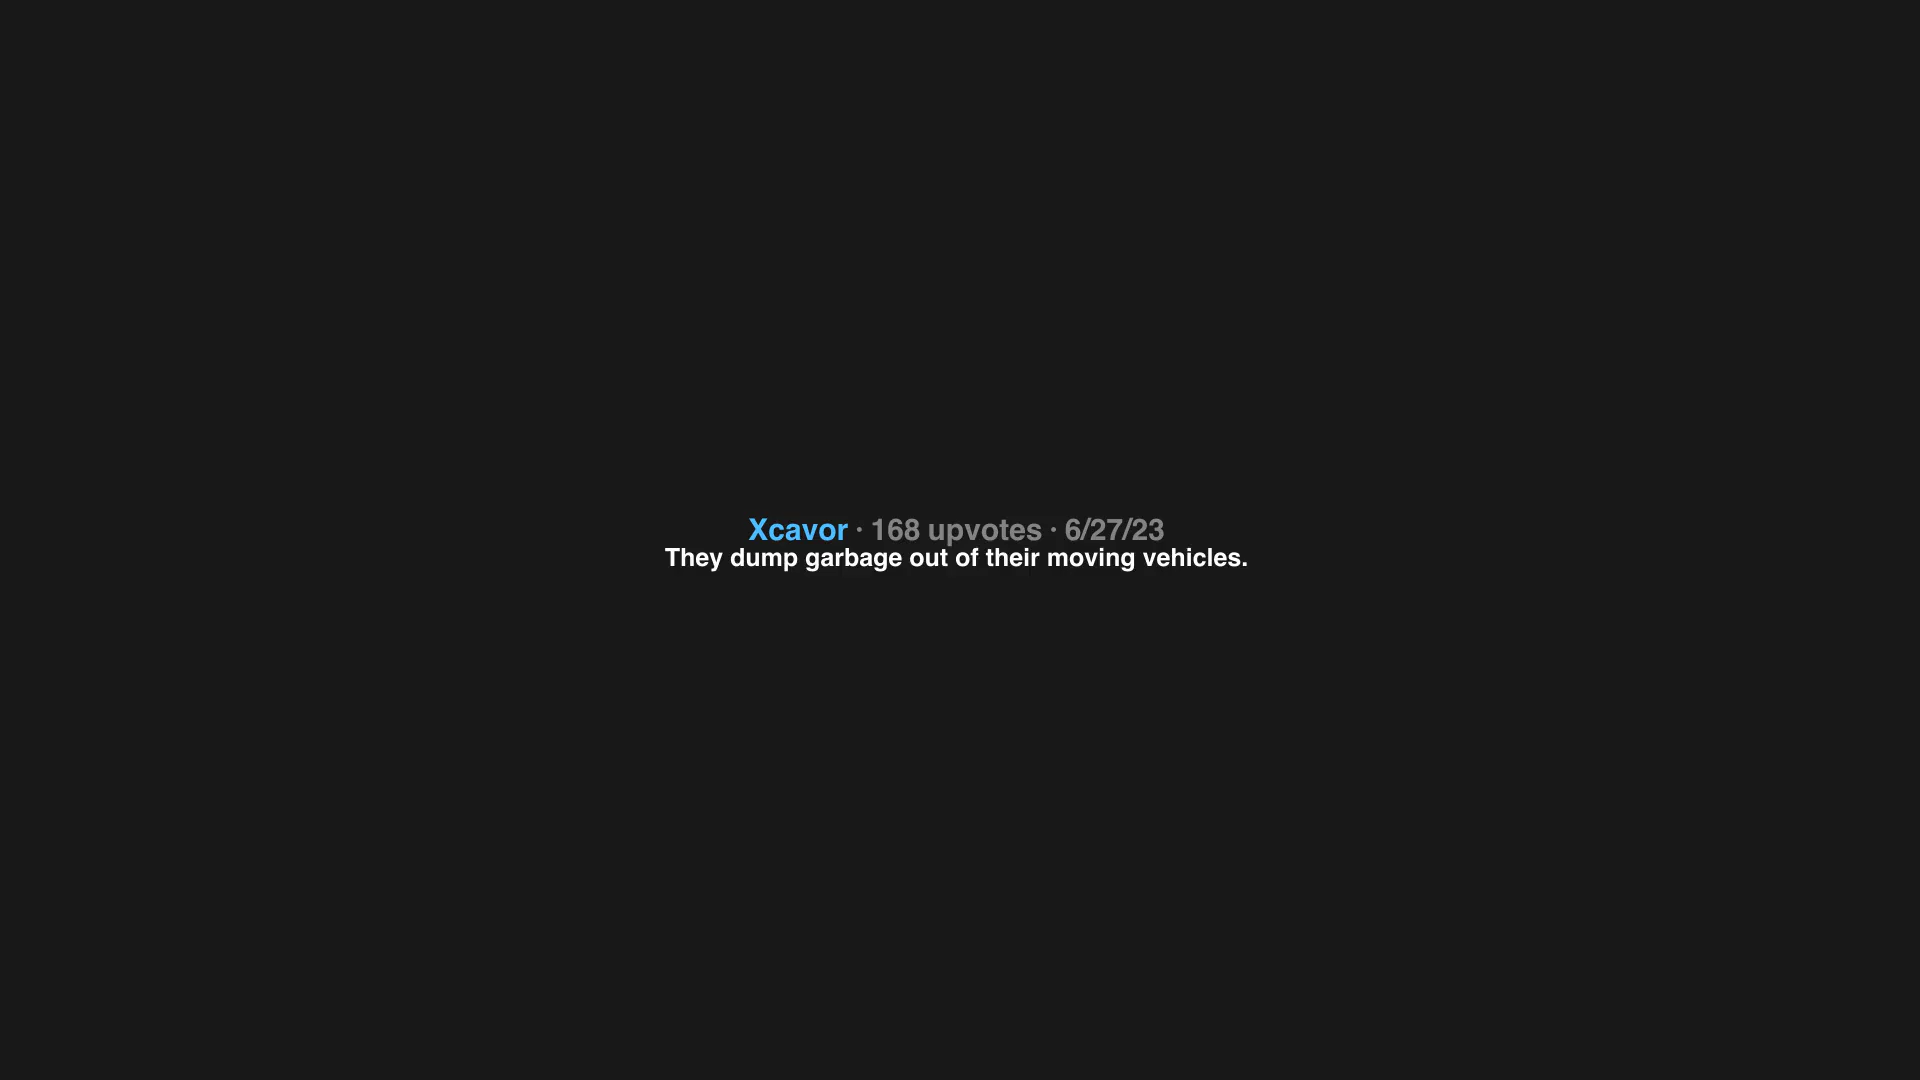 Xcavor · 168 upvotes · 6/27/23
They dump garbage out of their moving vehicles.